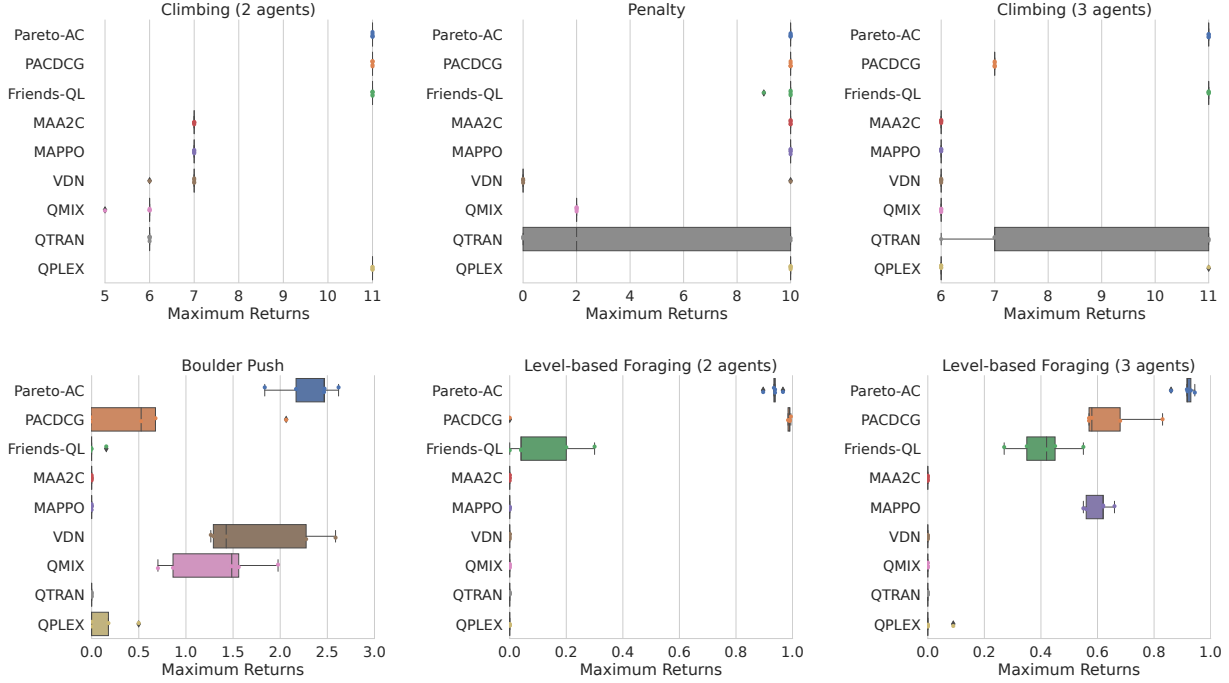 Climbing (2 agents)
Pareto-AC
PACDCG
Friends-QL
MAA2C
MAPPO
VDN
QMIX
QTRAN
QPLEX
5 6 7 8 9 10 11
Maximum Returns
Penalty
Pareto-AC
PACDCG
Friends-QL
MAA2C
MAPPO
VDN
QMIX
QTRAN
QPLEX
0 2 4 6 8 10
Maximum Returns
Climbing (3 agents)
Pareto-AC
PACDCG
Friends-QL
MAA2C
MAPPO
VDN
QMIX
QTRAN
QPLEX
6 7 8 9 10 11
Maximum Returns
Boulder Push
Pareto-AC
PACDCG
Friends-QL
MAA2C
MAPPO
VDN
QMIX
QTRAN
QPLEX
0.0 0.5 1.0 1.5 2.0 2.5 3.0
Maximum Returns
Level-based Foraging (2 agents)
Pareto-AC
PACDCG
Friends-QL
MAA2C
MAPPO
VDN
QMIX
QTRAN
QPLEX
0.0 0.2 0.4 0.6 0.8 1.0
Maximum Returns
Level-based Foraging (3 agents)
Pareto-AC
PACDCG
Friends-QL
MAA2C
MAPPO
VDN
QMIX
QTRAN
QPLEX
0.0 0.2 0.4 0.6 0.8 1.0
Maximum Returns